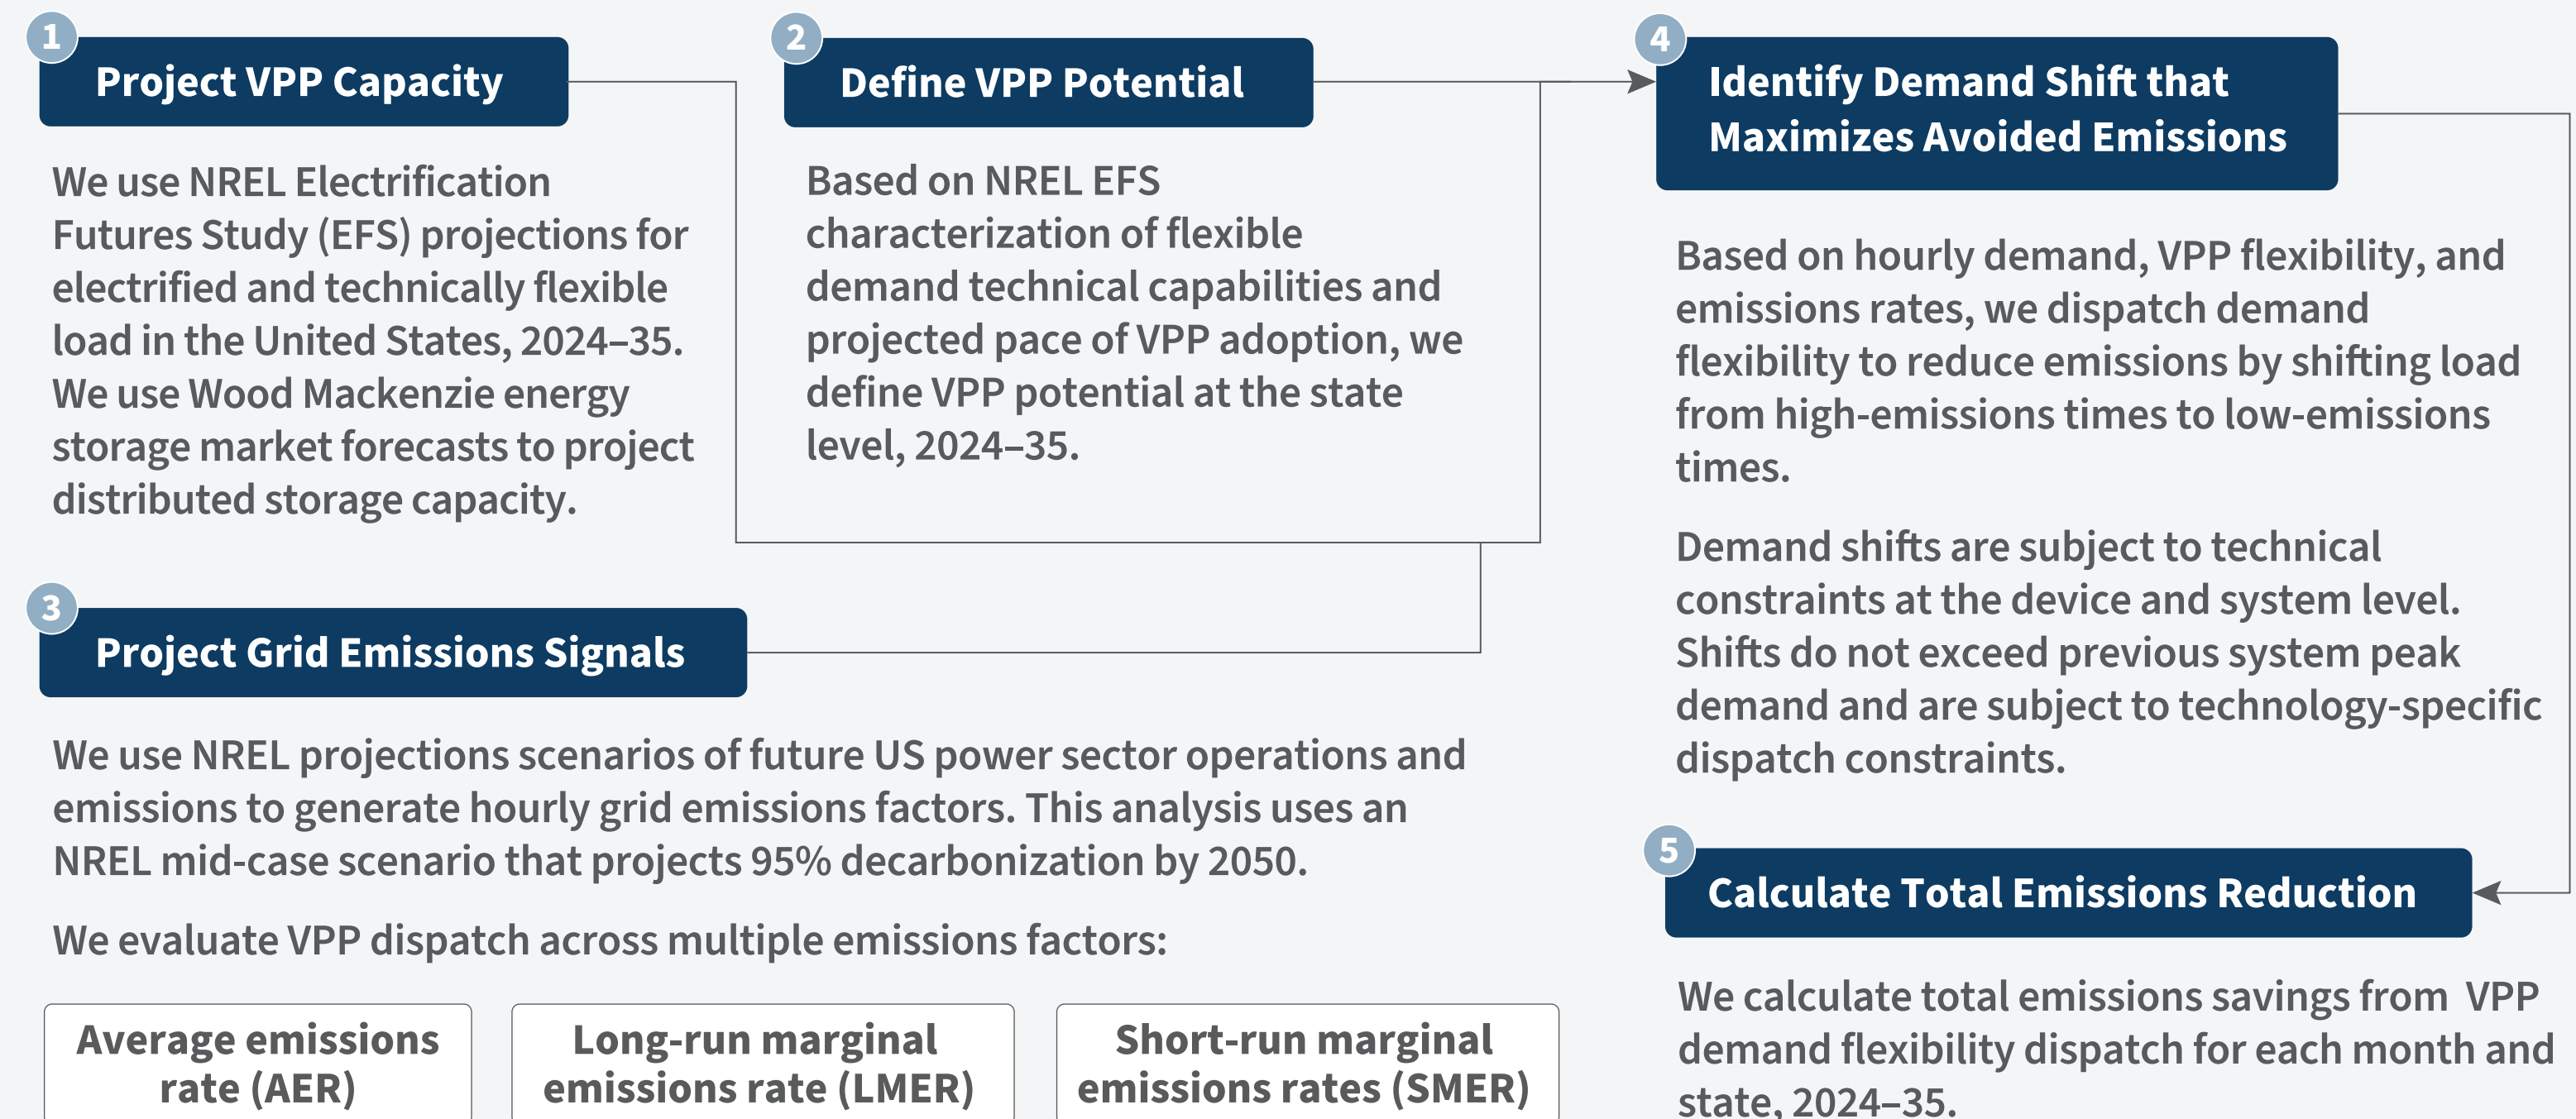 1
Project VPP Capacity
We use NREL Electrification
Futures Study (EFS) projections for
electrified and technically flexible
load in the United States, 2024–35.
We use Wood Mackenzie energy
storage market forecasts to project
distributed storage capacity.
2
Define VPP Potential
Based on NREL EFS
characterization of flexible
demand technical capabilities and
projected pace of VPP adoption, we
define VPP potential at the state
level, 2024–35.
3
Project Grid Emissions Signals
We use NREL projections scenarios of future US power sector operations and
emissions to generate hourly grid emissions factors. This analysis uses an
NREL mid-case scenario that projects 95% decarbonization by 2050.
We evaluate VPP dispatch across multiple emissions factors:
Average emissions
rate (AER)
Long-run marginal
emissions rate (LMER)
Short-run marginal
emissions rates (SMER)
4
Identify Demand Shift that
Maximizes Avoided Emissions
Based on hourly demand, VPP flexibility, and
emissions rates, we dispatch demand
flexibility to reduce emissions by shifting load
from high-emissions times to low-emissions
times.
Demand shifts are subject to technical
constraints at the device and system level.
Shifts do not exceed previous system peak
demand and are subject to technology-specific
dispatch constraints.
5
Calculate Total Emissions Reduction
We calculate total emissions savings from VPP
demand flexibility dispatch for each month and
state, 2024–35.